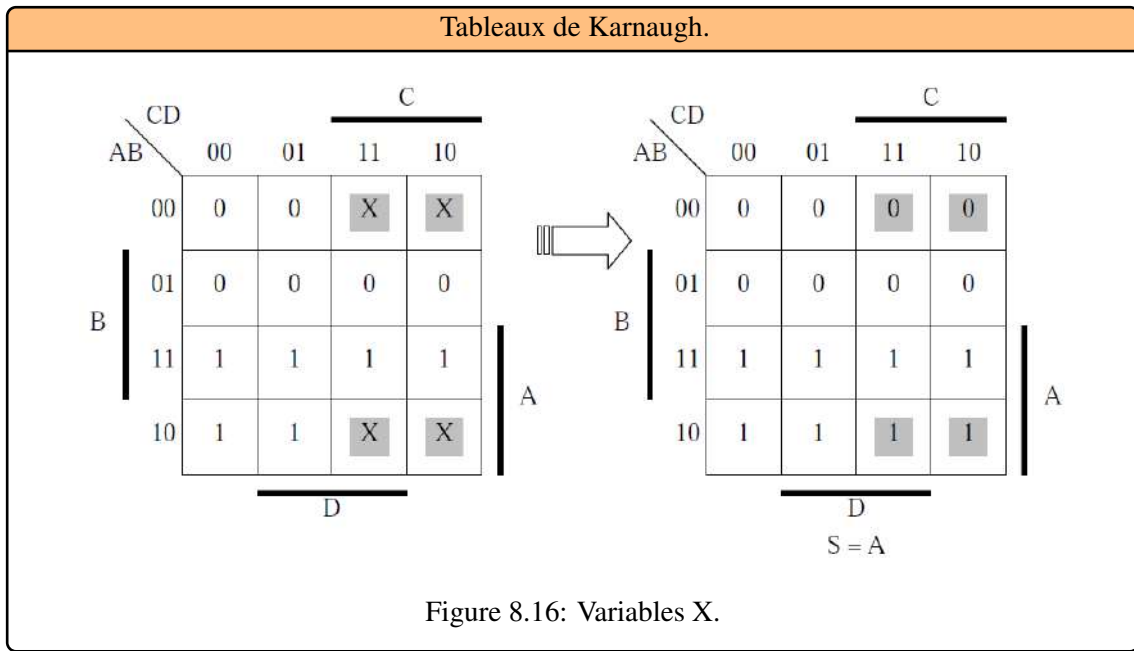 Tableaux de Karnaugh.
C
CD
AB 00 01 11 10
00 0 0 X X
01 0 0 0 0
B
11 1 1 1 1
A
10 1 1 X X
D
C
CD
AB 00 01 11 10
00 0 0 0 0
01 0 0 0 0
B
11 1 1 1 1
A
10 1 1 1 1
D
S = A
Figure 8.16: Variables X.